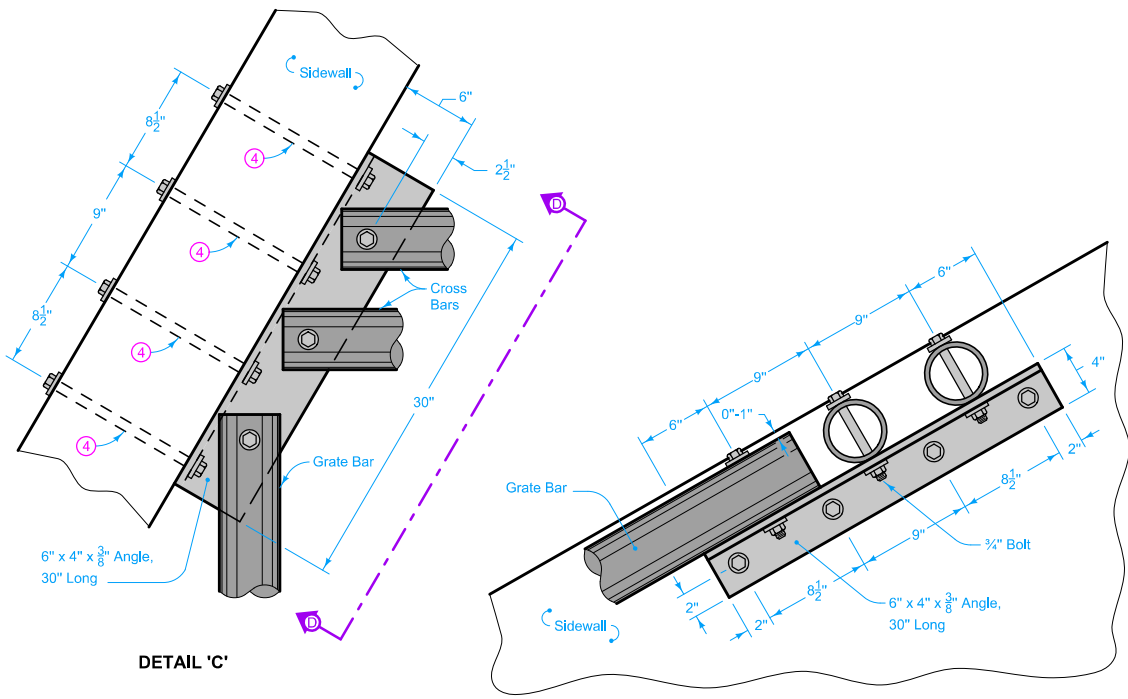 Sidewall
6"
8 1/2"
2 1/2"
4
9"
4
8 1/2"
4
4
Cross
Bars
30"
Grate Bar
6" x 4" x 3/8" Angle,
30" Long
D
D
DETAIL 'C'
6"
9"
9"
6"
0"-1"
4"
2"
8 1/2"
9"
8 1/2"
2"
2"
Grate Bar
¾" Bolt
6" x 4" x 3/8" Angle,
30" Long
Sidewall